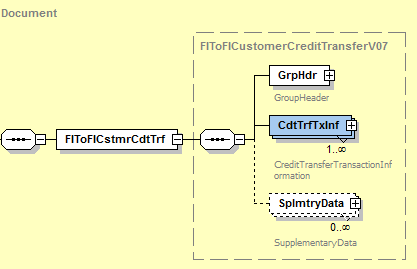 Document
FIToFICustomerCreditTransferV07
GrpHdr
GroupHeader
FIToFICstmrCdtTrf
CdtTrfTxInf
1..∞
CreditTransferTransactionInf
ormation
SplmtryData
0..∞
SupplementaryData